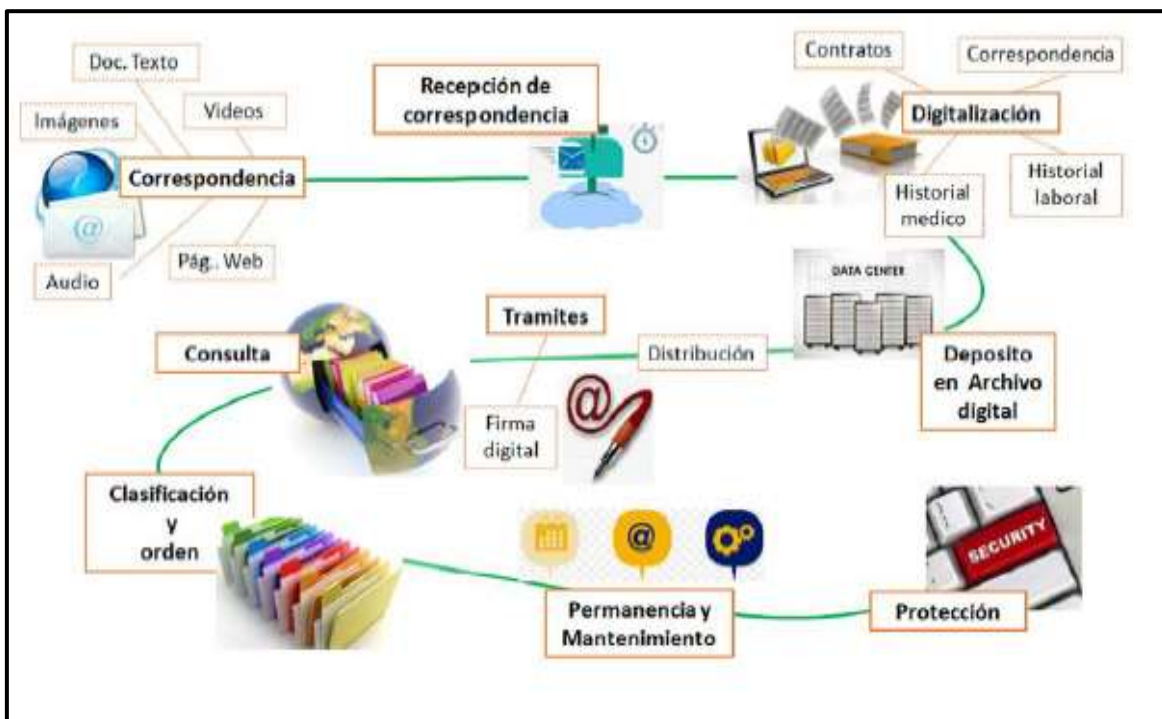 Doc. Texto
Imágenes
Videos
Correspondencia
Audio
Pág.. Web
Recepción de
correspondencia
Contratos
Correspondencia
Digitalización
Historial
laboral
Historial
medico
DATA CENTER
Deposito
en Archivo
digital
Distribución
Tramites
Firma
digital
Consulta
Clasificación
y
orden
Permanencia y
Mantenimiento
Protección
SECURITY
@
@
@